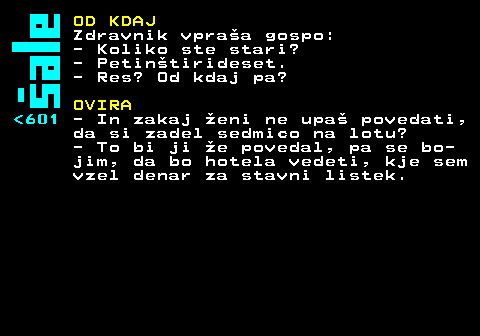 Šale
<601
OD KDAJ
Zdravnik vpraša gospo:
- Koliko ste stari?
- Petinštirideset.
- Res? Od kdaj pa?
OVIRA
- In zakaj ženi ne upaš povedati,
da si zadel sedmico na lotu?
- To bi ji že povedal, pa se bo-
jim, da bo hotela vedeti, kje sem
vzel denar za stavni listek.